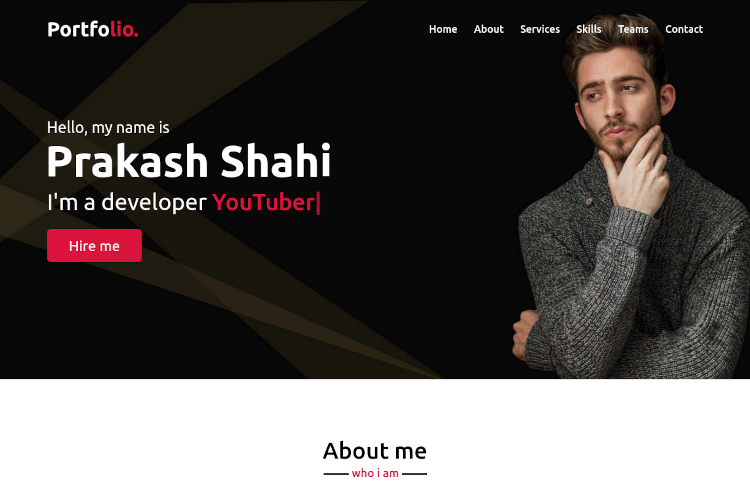 Portfolio.
Home About Services Skills Teams Contact
Hello, my name is
Prakash Shahi
I'm a developer YouTuber|
Hire me
About me
who i am